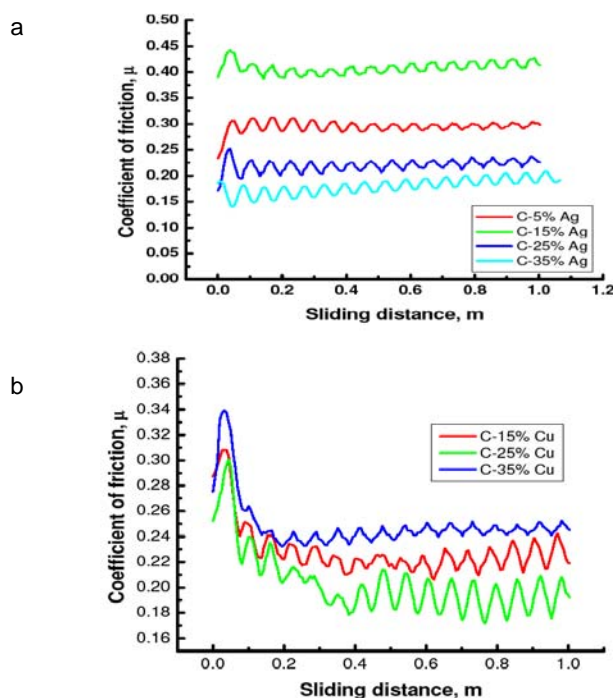 a
Coefficient of friction, μ
0.50
0.45
0.40
0.35
0.30
0.25
0.20
0.15
0.10
0.05
0.00
C-5% Ag
C-15% Ag
C-25% Ag
C-35% Ag
0.0 0.2 0.4 0.6 0.8 1.0 1.2
Sliding distance, m
b
Coefficient of friction, μ
0.38
0.36
0.34
0.32
0.30
0.28
0.26
0.24
0.22
0.20
0.18
0.16
C-15% Cu
C-25% Cu
C-35% Cu
0.0 0.2 0.4 0.6 0.8 1.0
Sliding distance, m